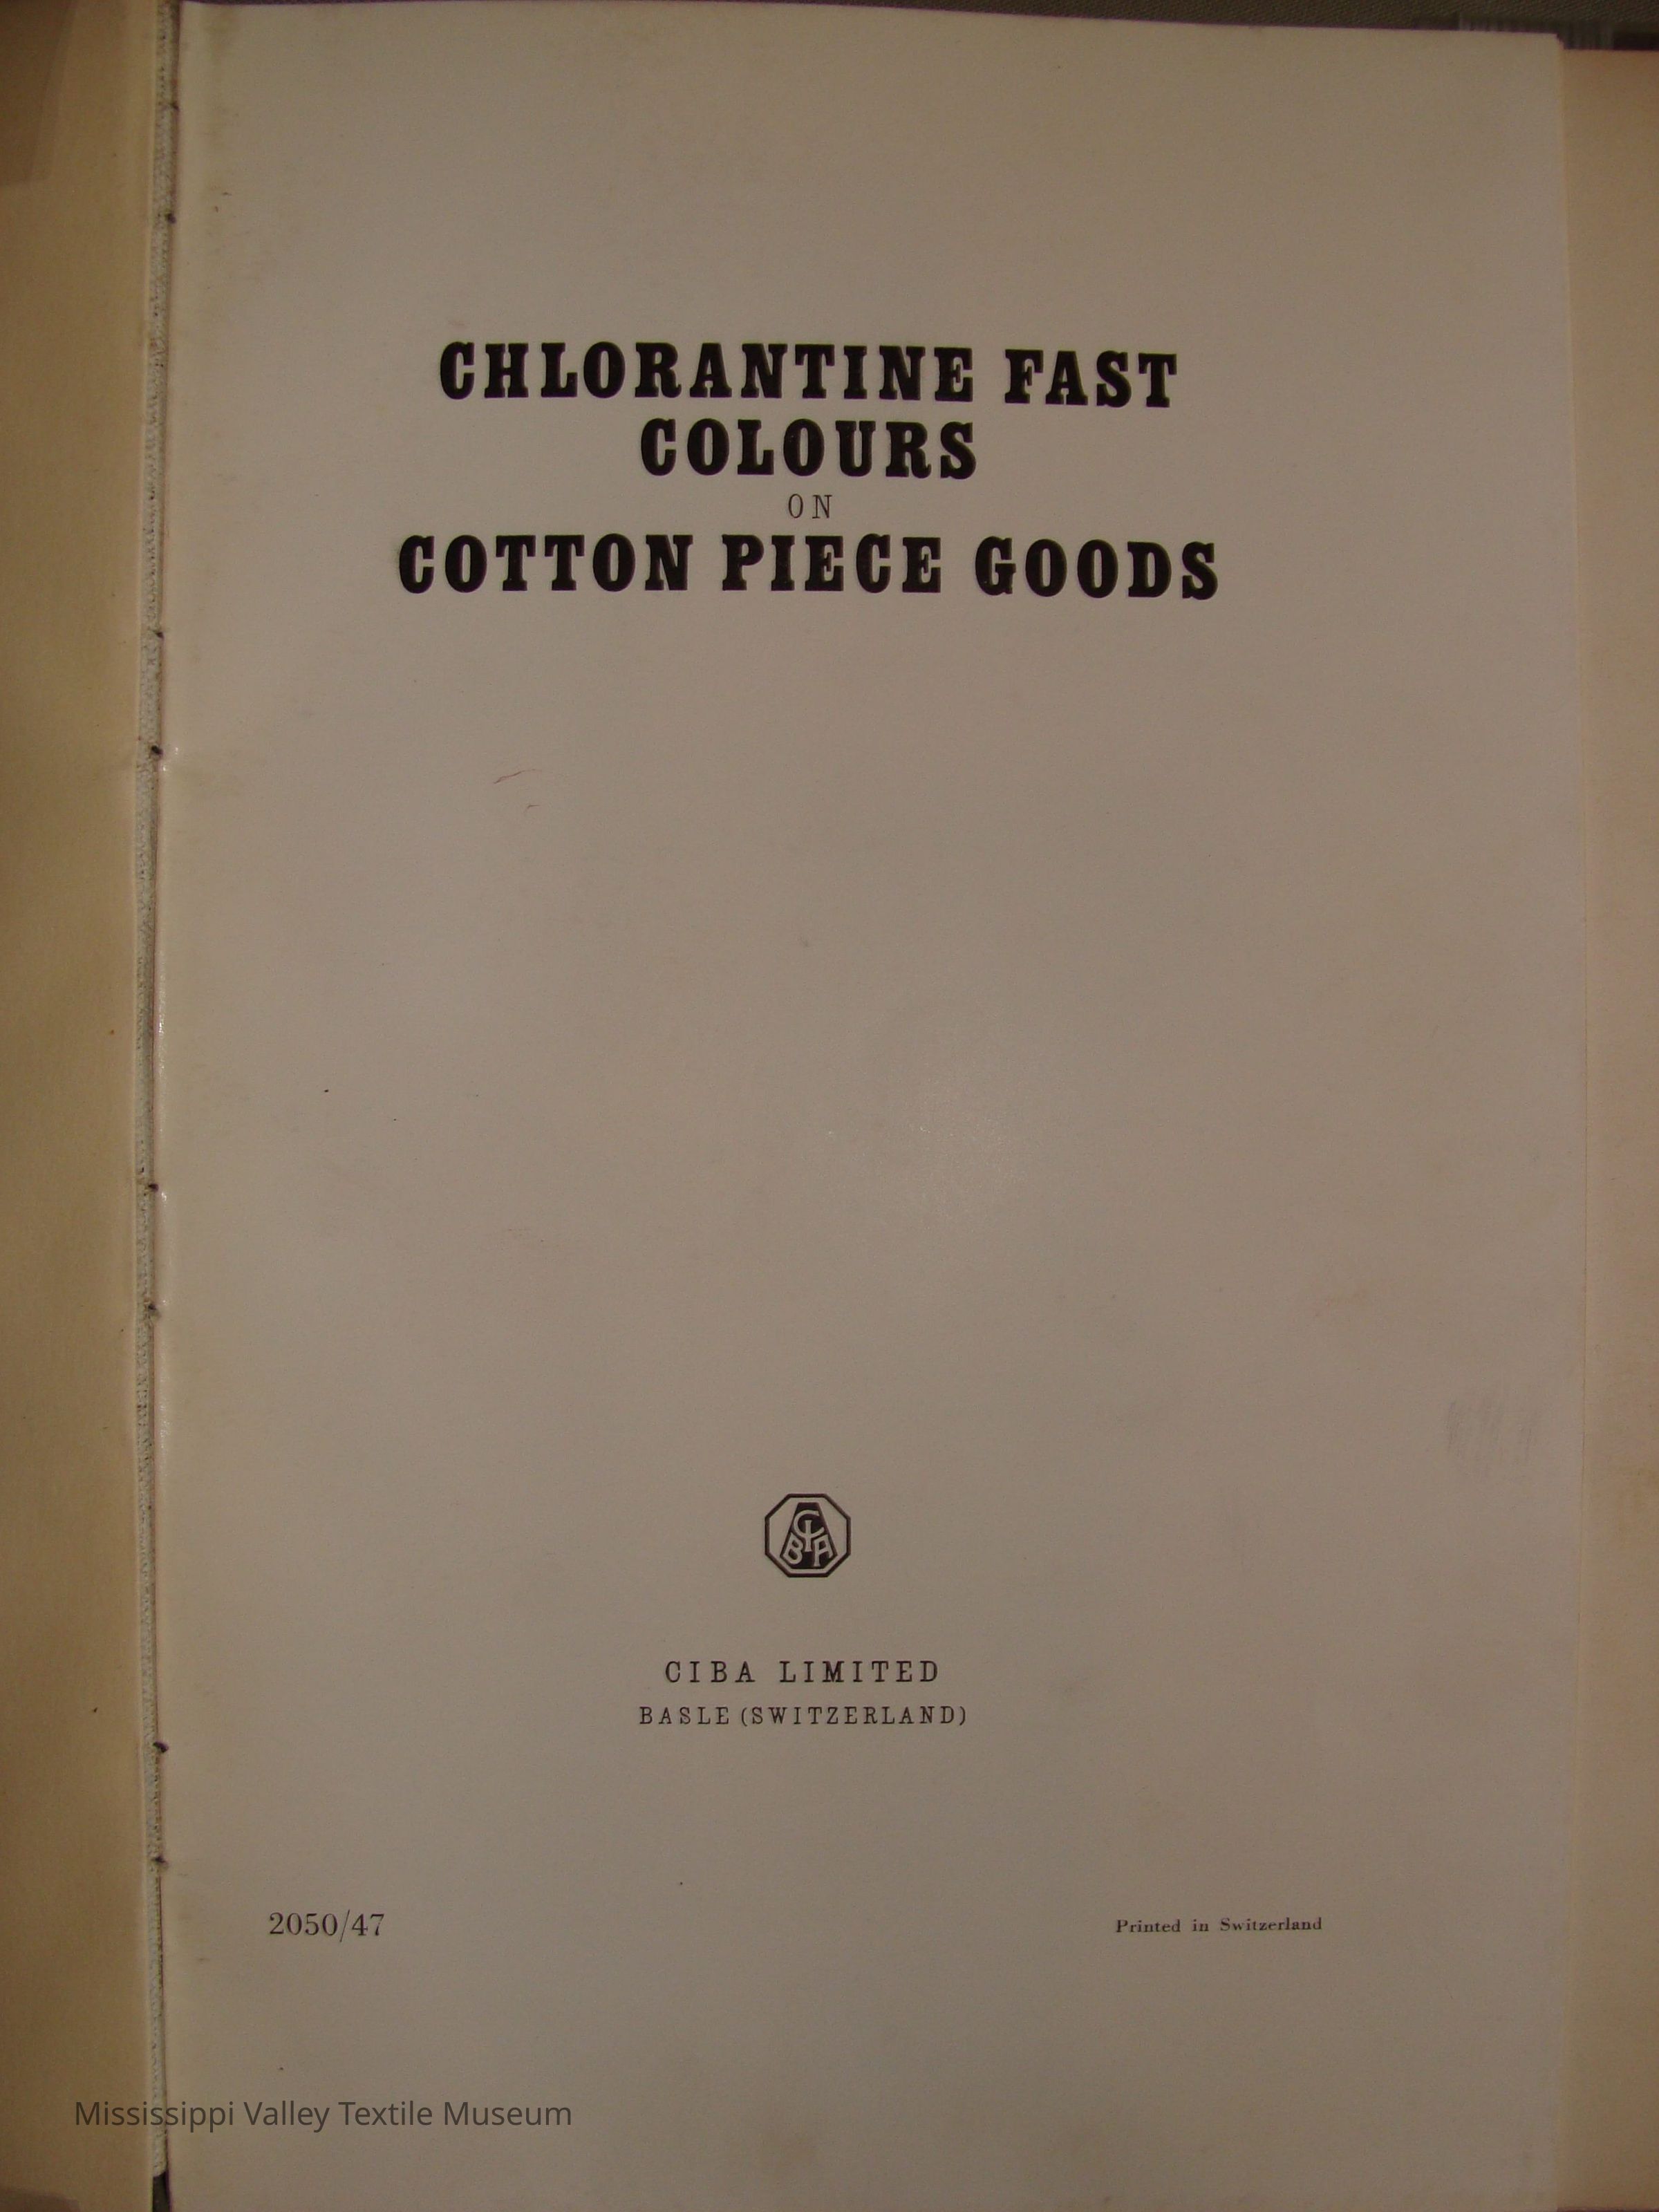 CHLORANTINE FAST
COLOURS
ON
COTTON PIECE GOODS
CIBA
CIBA LIMITED
BASLE (SWITZERLAND)
2050/47
Printed in Switzerland
Mississippi Valley Textile Museum